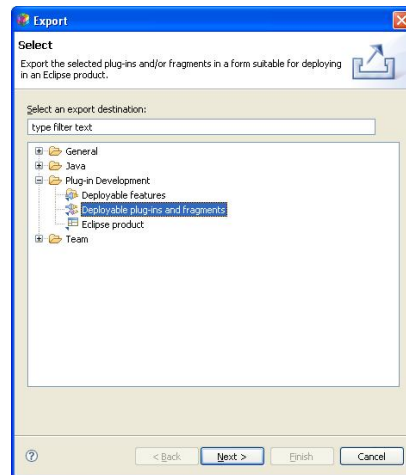 Export
Select
Export the selected plug-ins and/or fragments in a form suitable for deploying
in an Eclipse product.
Select an export destination:
type filter text
General
Java
Plug-in Development
Deployable features
Deployable plug-ins and fragments
Eclipse product
Team
? < Back Next > Finish Cancel